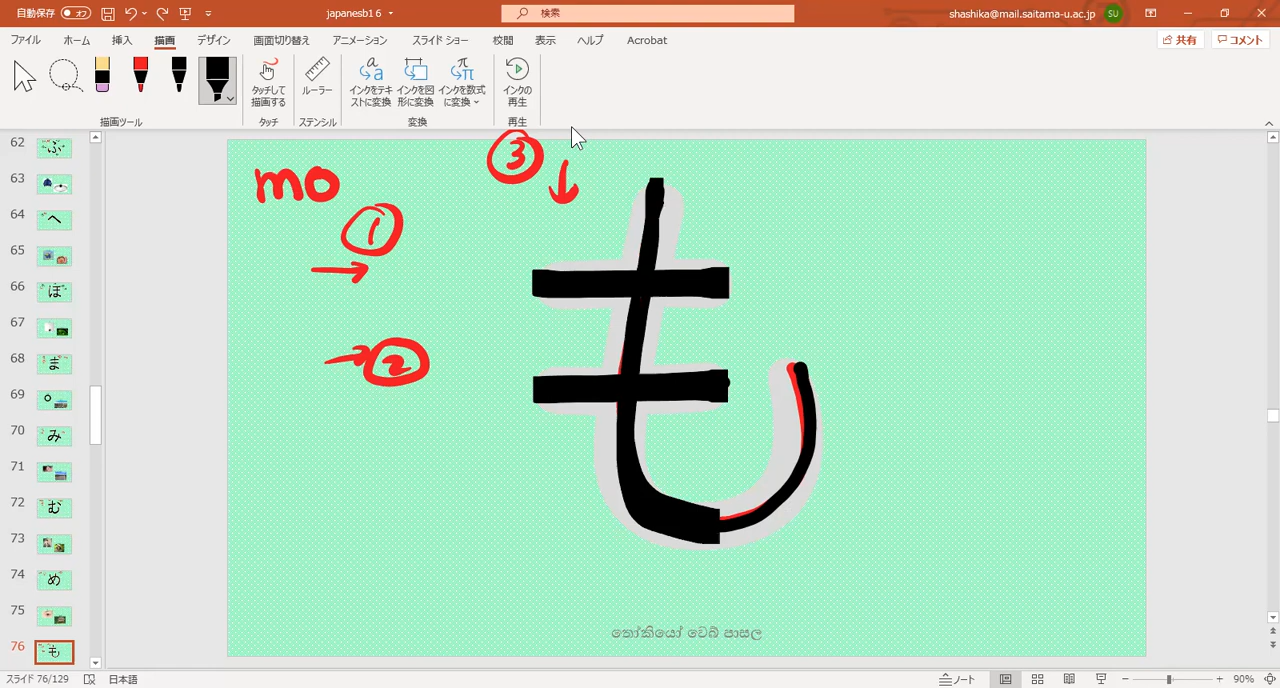 自動保存 オフ japanesb16 検索 shashika@mail.saitama-u.ac.jp SU
ファイル ホーム 挿入 描画 デザイン 画面切り替え アニメーション スライド ショー 校閲 表示 ヘルプ Acrobat 共有 コメント
タッチして描画する ルーラー インクをテキストに変換 インクを図形に変換 インクを数式に変換 インクの再生
描画ツール タッチ ステンシル 変換 再生
62 ぶ
63
64 へ
65
66 ぼ
67
68 ま
69
70 み
71
72 む
73
74 め
75
76 も
mo
1
2
3
も
තෝකියෝ වෙබ් පාසල
スライド 76/129 日本語 ノート 90%